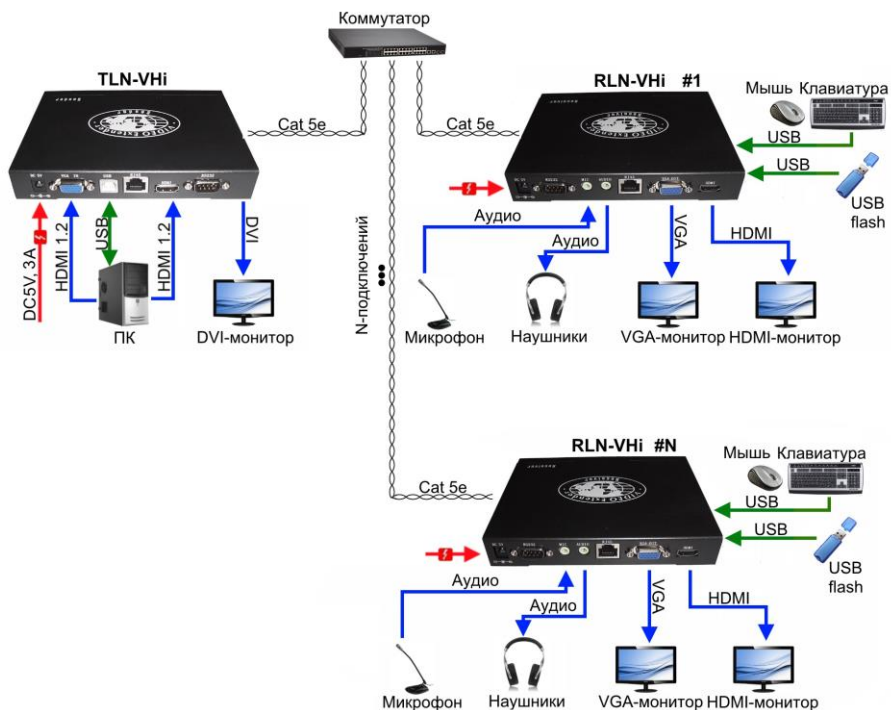 Коммутатор
TLN-VHi
Cat 5e
Cat 5e
RLN-VHi #1
Мышь Клавиатура
USB
USB
USB
flash
VIDEO Extender
DC5V, 3A
HDMI 1.2
USB
HDMI 1.2
DVI
ПК
DVI-монитор
N-подключений
Аудио
Аудио
VGA
HDMI
Микрофон
Наушники
VGA-монитор
HDMI-монитор
RLN-VHi #N
Мышь Клавиатура
Cat 5e
USB
USB
USB
flash
Аудио
Аудио
VGA
HDMI
Микрофон
Наушники
VGA-монитор
HDMI-монитор